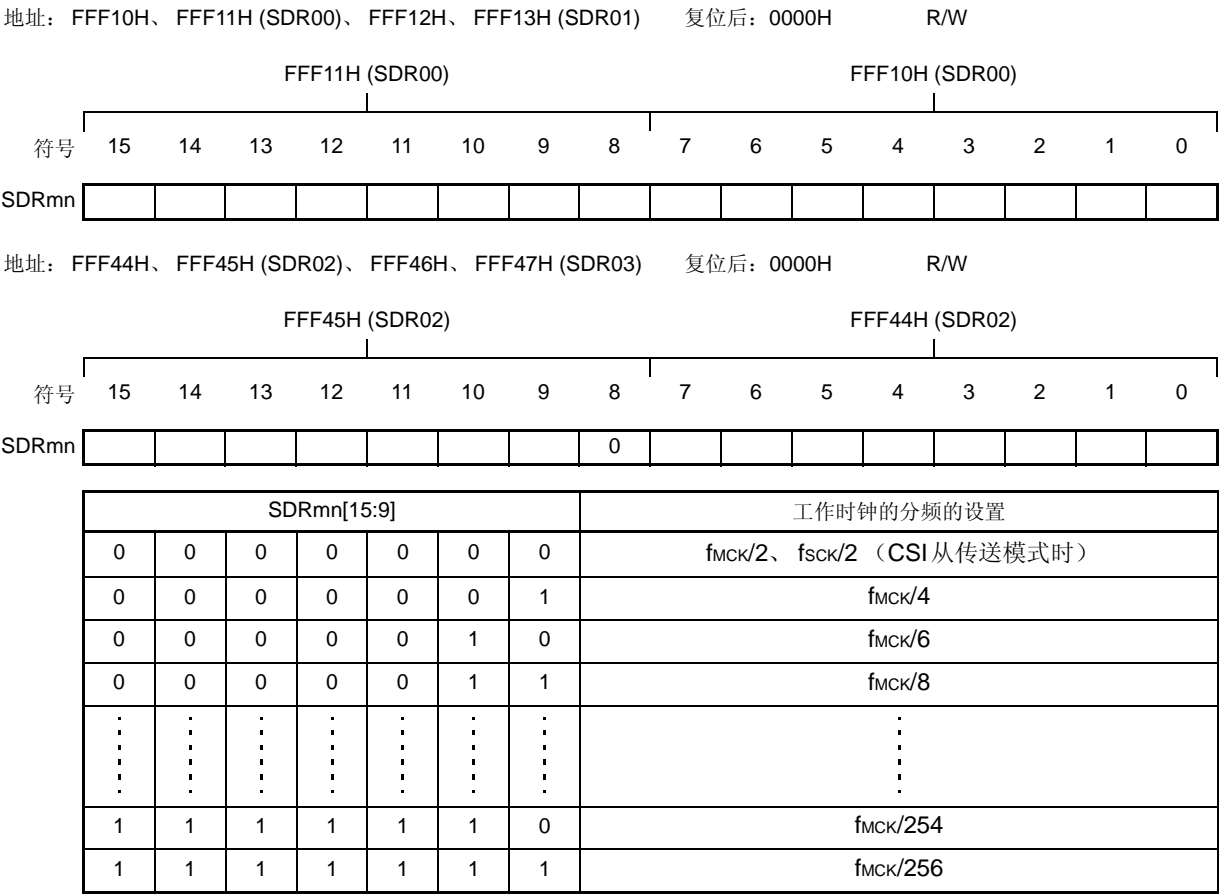 地址： FFF10H、 FFF11H (SDR00)、 FFF12H、 FFF13H (SDR01) 复位后：0000H R/W
FFF11H (SDR00) FFF10H (SDR00)
符号 15 14 13 12 11 10 9 8 7 6 5 4 3 2 1 0
SDRmn
地址： FFF44H、 FFF45H (SDR02)、 FFF46H、 FFF47H (SDR03) 复位后：0000H R/W
FFF45H (SDR02) FFF44H (SDR02)
符号 15 14 13 12 11 10 9 8 7 6 5 4 3 2 1 0
SDRmn 0
SDRmn[15:9] 工作时钟的分频的设置
0 0 0 0 0 0 0 fMCK/2、 fSCK/2 （CSI从传送模式时）
0 0 0 0 0 0 1 fMCK/4
0 0 0 0 0 1 0 fMCK/6
0 0 0 0 0 1 1 fMCK/8
1 1 1 1 1 1 0 fMCK/254
1 1 1 1 1 1 1 fMCK/256